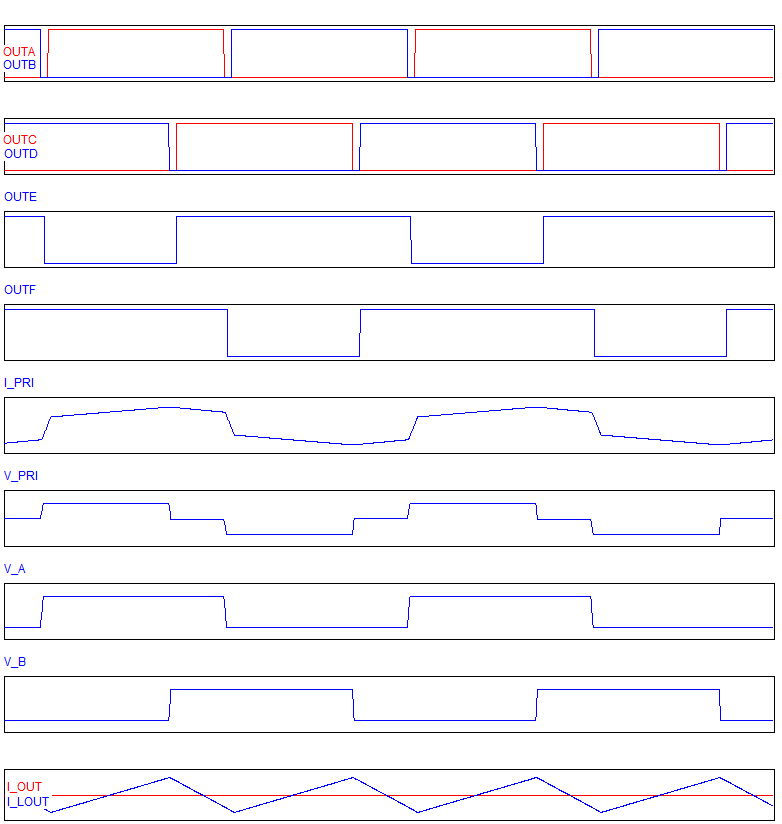 OUTA
OUTB
OUTC
OUTD
OUTE
OUTF
I_PRI
V_PRI
V_A
V_B
I_OUT
I_LOUT